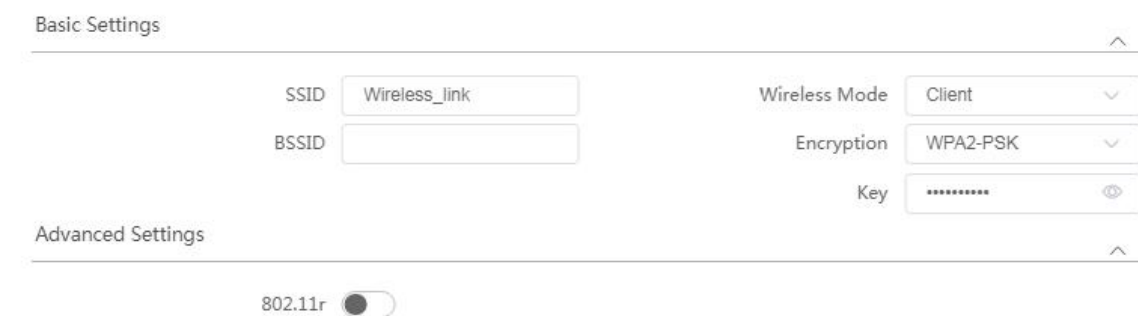 Basic Settings
SSID Wireless_link Wireless Mode Client
BSSID Encryption WPA2-PSK
Key ••••••••••
Advanced Settings
802.11r